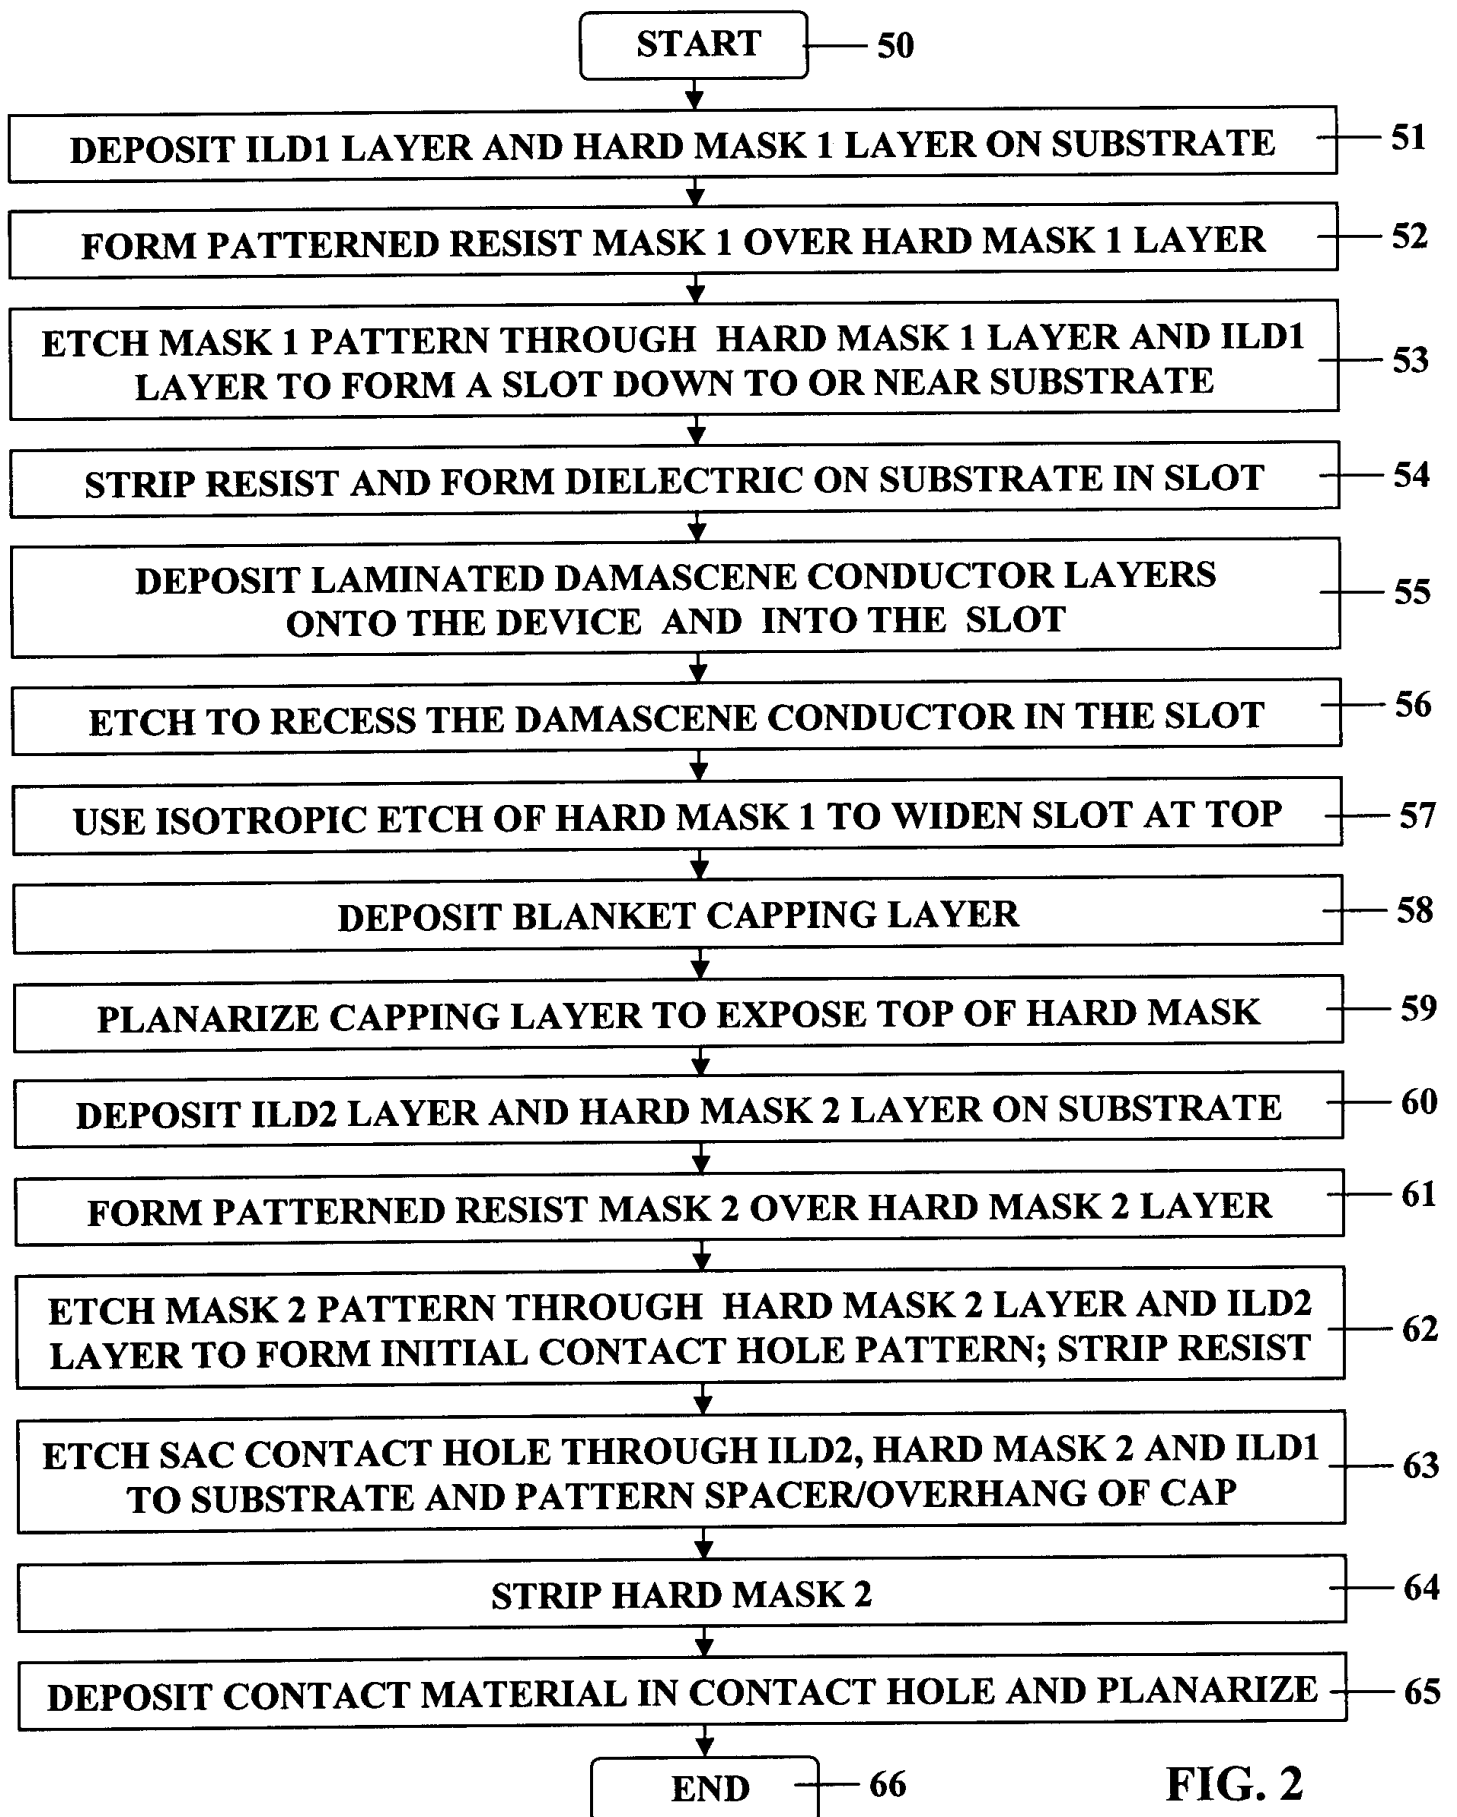 START
50
DEPOSIT ILD1 LAYER AND HARD MASK 1 LAYER ON SUBSTRATE
51
FORM PATTERNED RESIST MASK 1 OVER HARD MASK 1 LAYER
52
ETCH MASK 1 PATTERN THROUGH HARD MASK 1 LAYER AND ILD1
LAYER TO FORM A SLOT DOWN TO OR NEAR SUBSTRATE
53
STRIP RESIST AND FORM DIELECTRIC ON SUBSTRATE IN SLOT
54
DEPOSIT LAMINATED DAMASCENE CONDUCTOR LAYERS
ONTO THE DEVICE AND INTO THE SLOT
55
ETCH TO RECESS THE DAMASCENE CONDUCTOR IN THE SLOT
56
USE ISOTROPIC ETCH OF HARD MASK 1 TO WIDEN SLOT AT TOP
57
DEPOSIT BLANKET CAPPING LAYER
58
PLANARIZE CAPPING LAYER TO EXPOSE TOP OF HARD MASK
59
DEPOSIT ILD2 LAYER AND HARD MASK 2 LAYER ON SUBSTRATE
60
FORM PATTERNED RESIST MASK 2 OVER HARD MASK 2 LAYER
61
ETCH MASK 2 PATTERN THROUGH HARD MASK 2 LAYER AND ILD2
LAYER TO FORM INITIAL CONTACT HOLE PATTERN; STRIP RESIST
62
ETCH SAC CONTACT HOLE THROUGH ILD2, HARD MASK 2 AND ILD1
TO SUBSTRATE AND PATTERN SPACER/OVERHANG OF CAP
63
STRIP HARD MASK 2
64
DEPOSIT CONTACT MATERIAL IN CONTACT HOLE AND PLANARIZE
65
END
66
FIG. 2